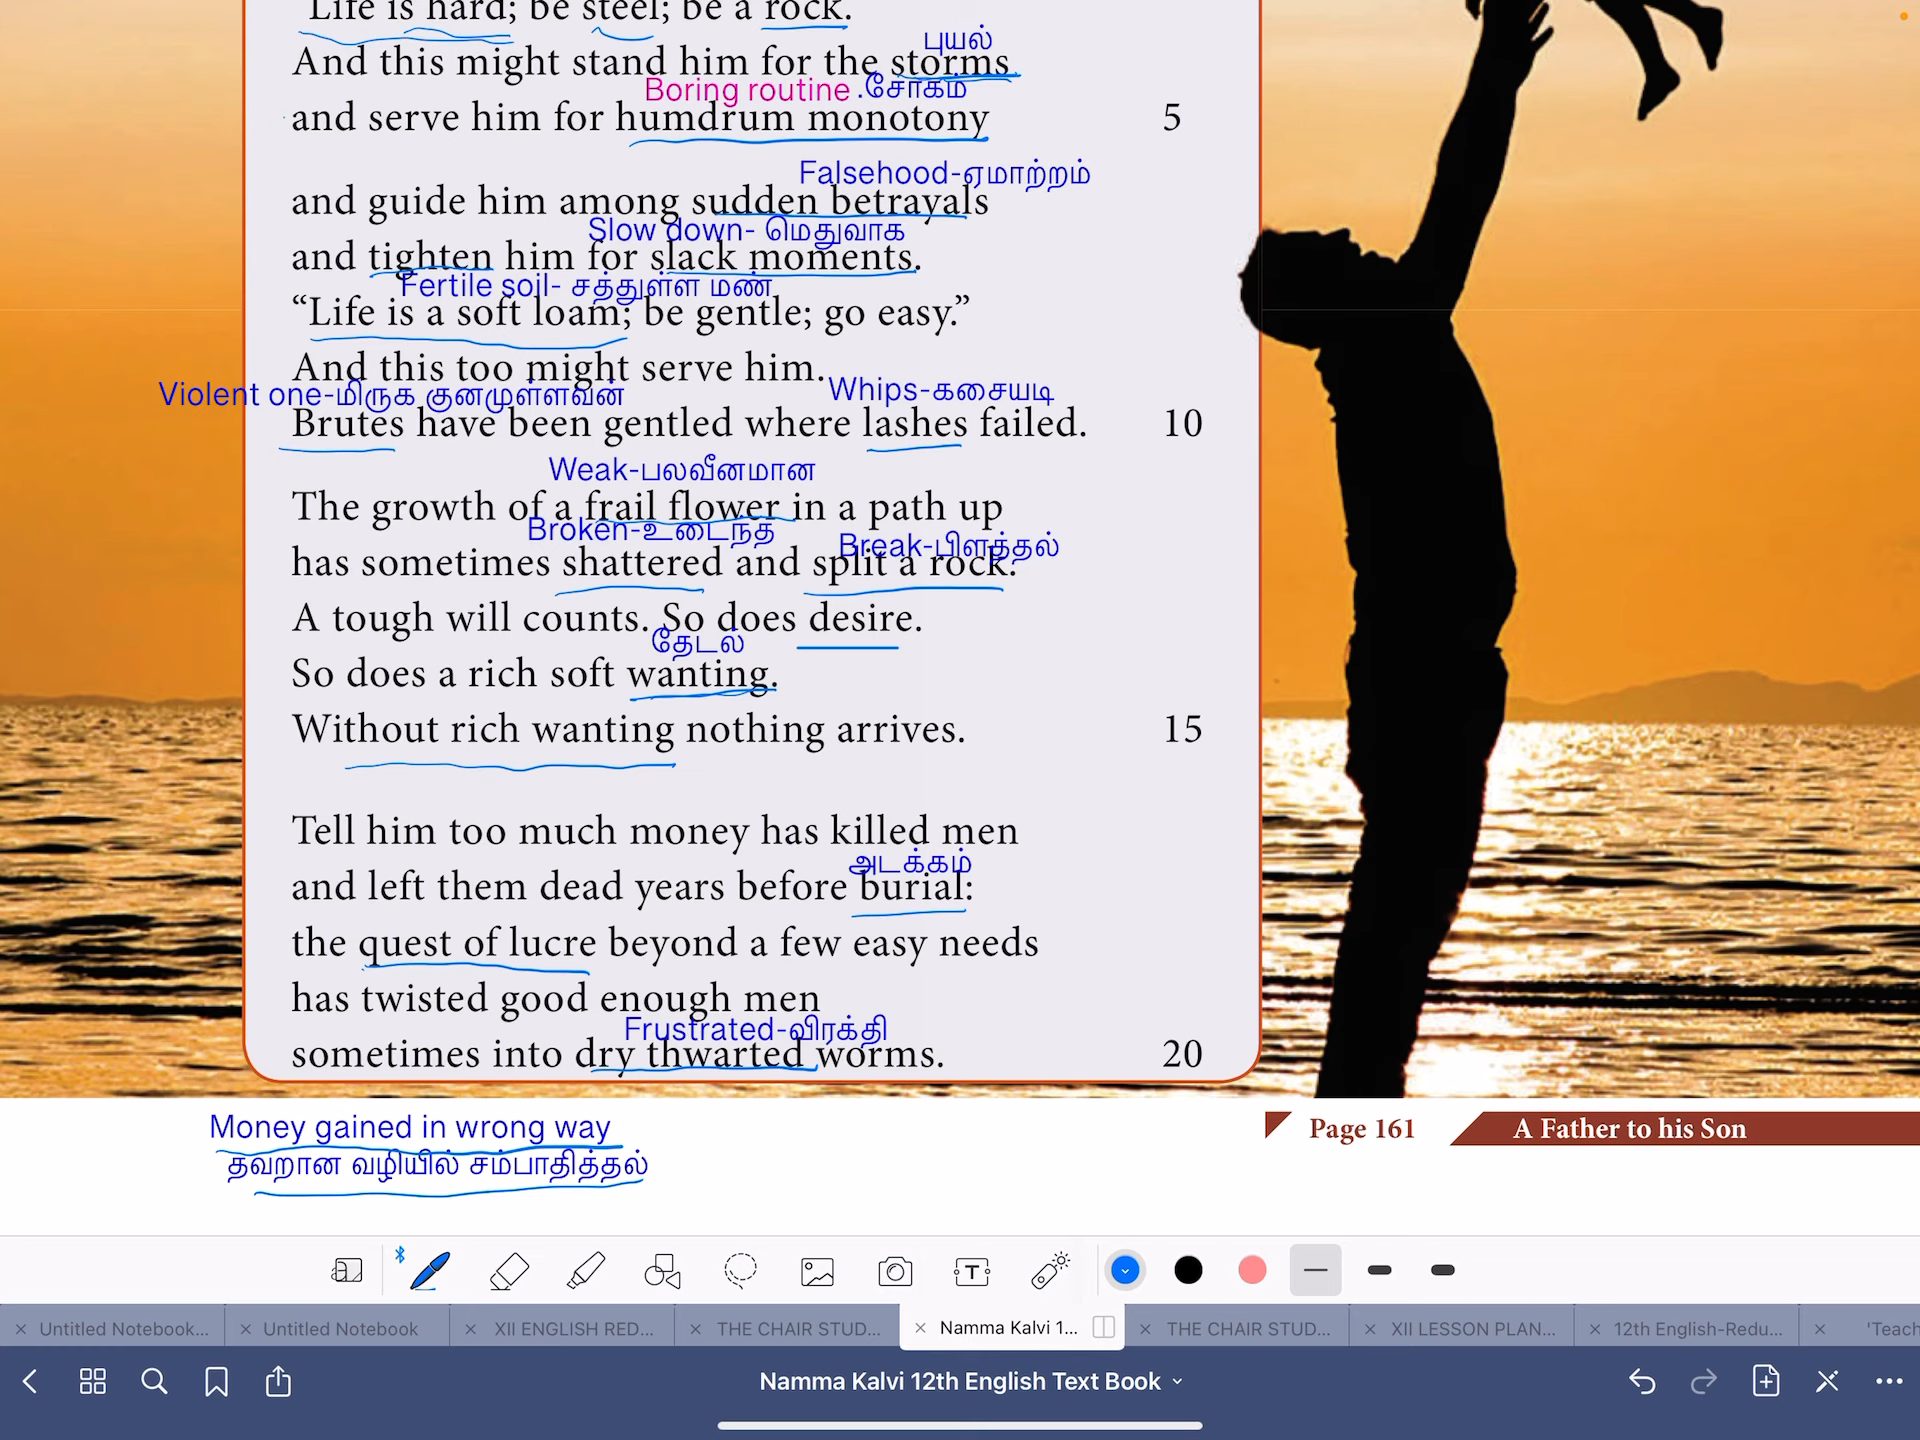 "Life is hard; be steel; be a rock."
புயல்
And this might stand him for the storms
Boring routine .சோகம்
and serve him for humdrum monotony 5
Falsehood-ஏமாற்றம்
and guide him among sudden betrayals
Slow down- மெதுவாக
and tighten him for slack moments.
Fertile soil- சத்துள்ள மண்
“Life is a soft loam; be gentle; go easy.”
And this too might serve him.
Violent one-மிருக குனமுள்ளவன் Whips-கசையடி
Brutes have been gentled where lashes failed. 10
Weak-பலவீனமான
The growth of a frail flower in a path up
Broken-உடைந்த Break-பிளத்தல்
has sometimes shattered and split a rock.
A tough will counts. So does desire.
தேடல்
So does a rich soft wanting.
Without rich wanting nothing arrives. 15
Tell him too much money has killed men
அடக்கம்
and left them dead years before burial:
the quest of lucre beyond a few easy needs
has twisted good enough men
Frustrated-விரக்தி
sometimes into dry thwarted worms. 20
Money gained in wrong way
தவறான வழியில் சம்பாதித்தல்
Page 161 A Father to his Son
Untitled Notebook... Untitled Notebook XII ENGLISH RED... THE CHAIR STUD... Namma Kalvi 1... THE CHAIR STUD... XII LESSON PLAN... 12th English-Redu... 'Teach
Namma Kalvi 12th English Text Book